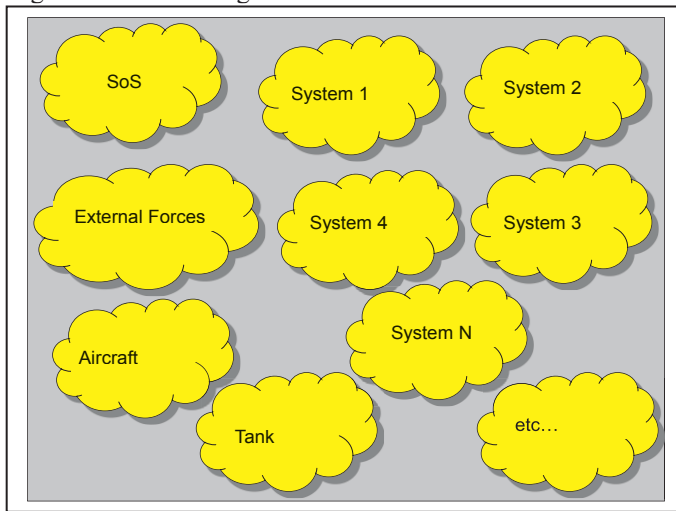 SoS
System 1
System 2
External Forces
System 4
System 3
Aircraft
System N
Tank
etc…